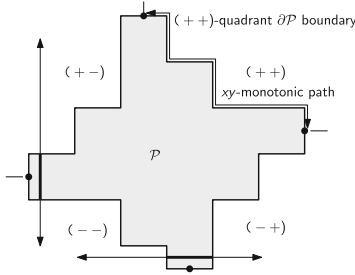 (++)-quadrant ∂𝒫 boundary
(+−) (++)
xy-monotonic path
𝒫
(−−) (−+)